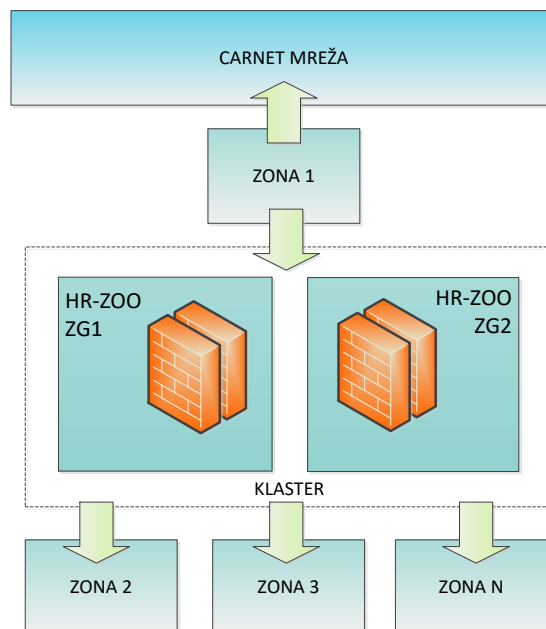 CARNET MREŽA
ZONA 1
HR-ZOO
ZG1
HR-ZOO
ZG2
KLASTER
ZONA 2
ZONA 3
ZONA N